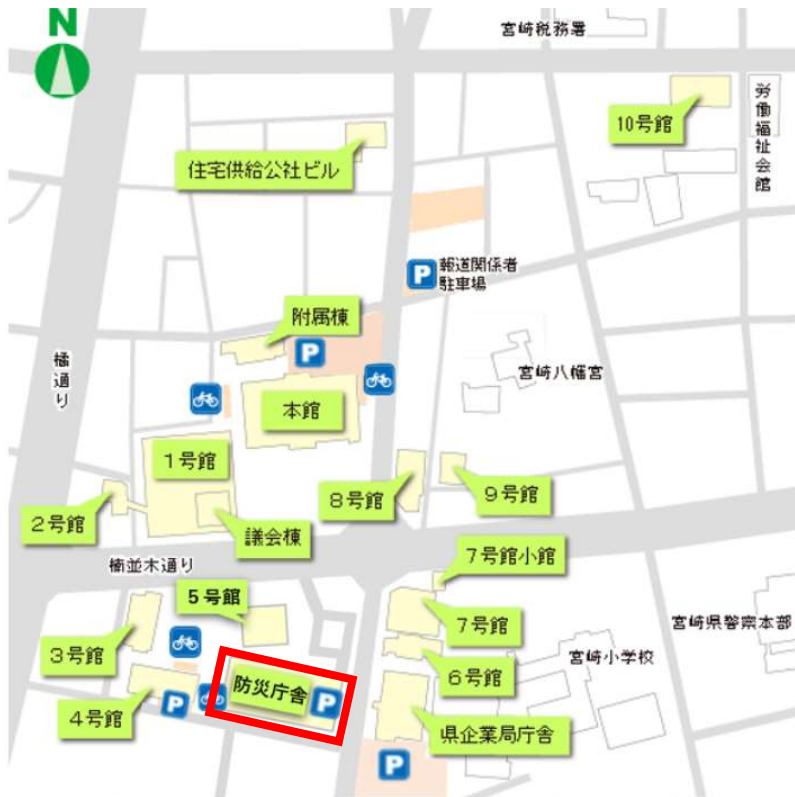 N
宮崎税務署
労働福祉会館
10号館
住宅供給公社ビル
P
報道関係者
駐車場
附属棟
P
橘通り
宮崎八幡宮
本館
1号館
8号館
9号館
2号館
議会棟
楠並木通り
7号館小館
5号館
7号館
宮崎県警察本部
3号館
6号館
宮崎小学校
防災庁舎
P
4号館
P
県企業局庁舎
P